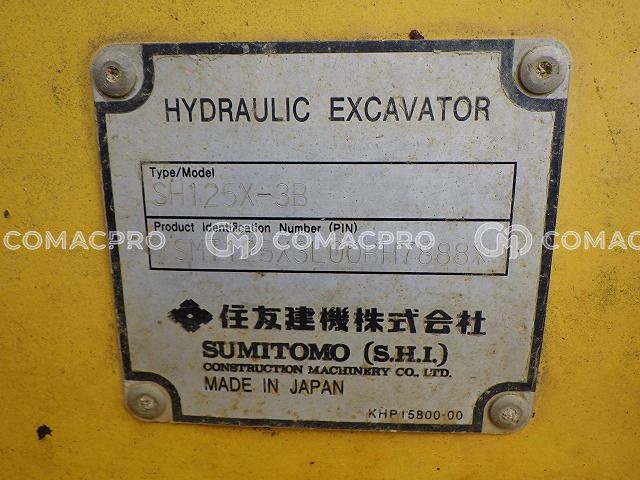 HYDRAULIC EXCAVATOR
Type/Model
SH125X-3B
Product Identification Number (PIN)
COMACPRO COMACPRO COMACPRO
住友建機株式会社
SUMITOMO (S.H.I.)
CONSTRUCTION MACHINERY CO., LTD.
MADE IN JAPAN
KHP15800-00